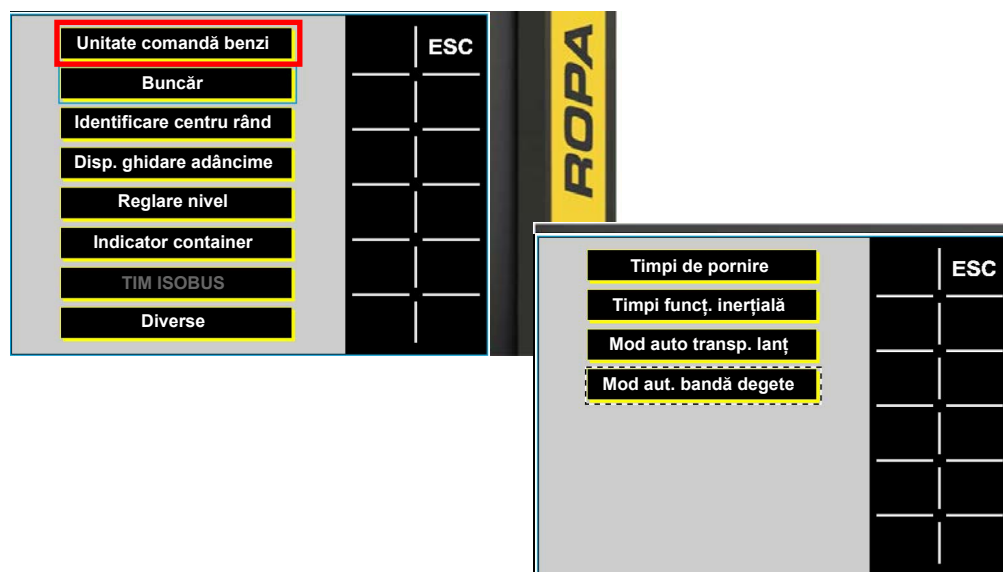 Unitate comandă benzi
ESC
Buncăr
Identificare centru rând
Disp. ghidare adâncime
Reglare nivel
Indicator container
TIM ISOBUS
Diverse
ROPA
Timpi de pornire
ESC
Timpi funcț. inerțială
Mod auto transp. lanț
Mod aut. bandă degete